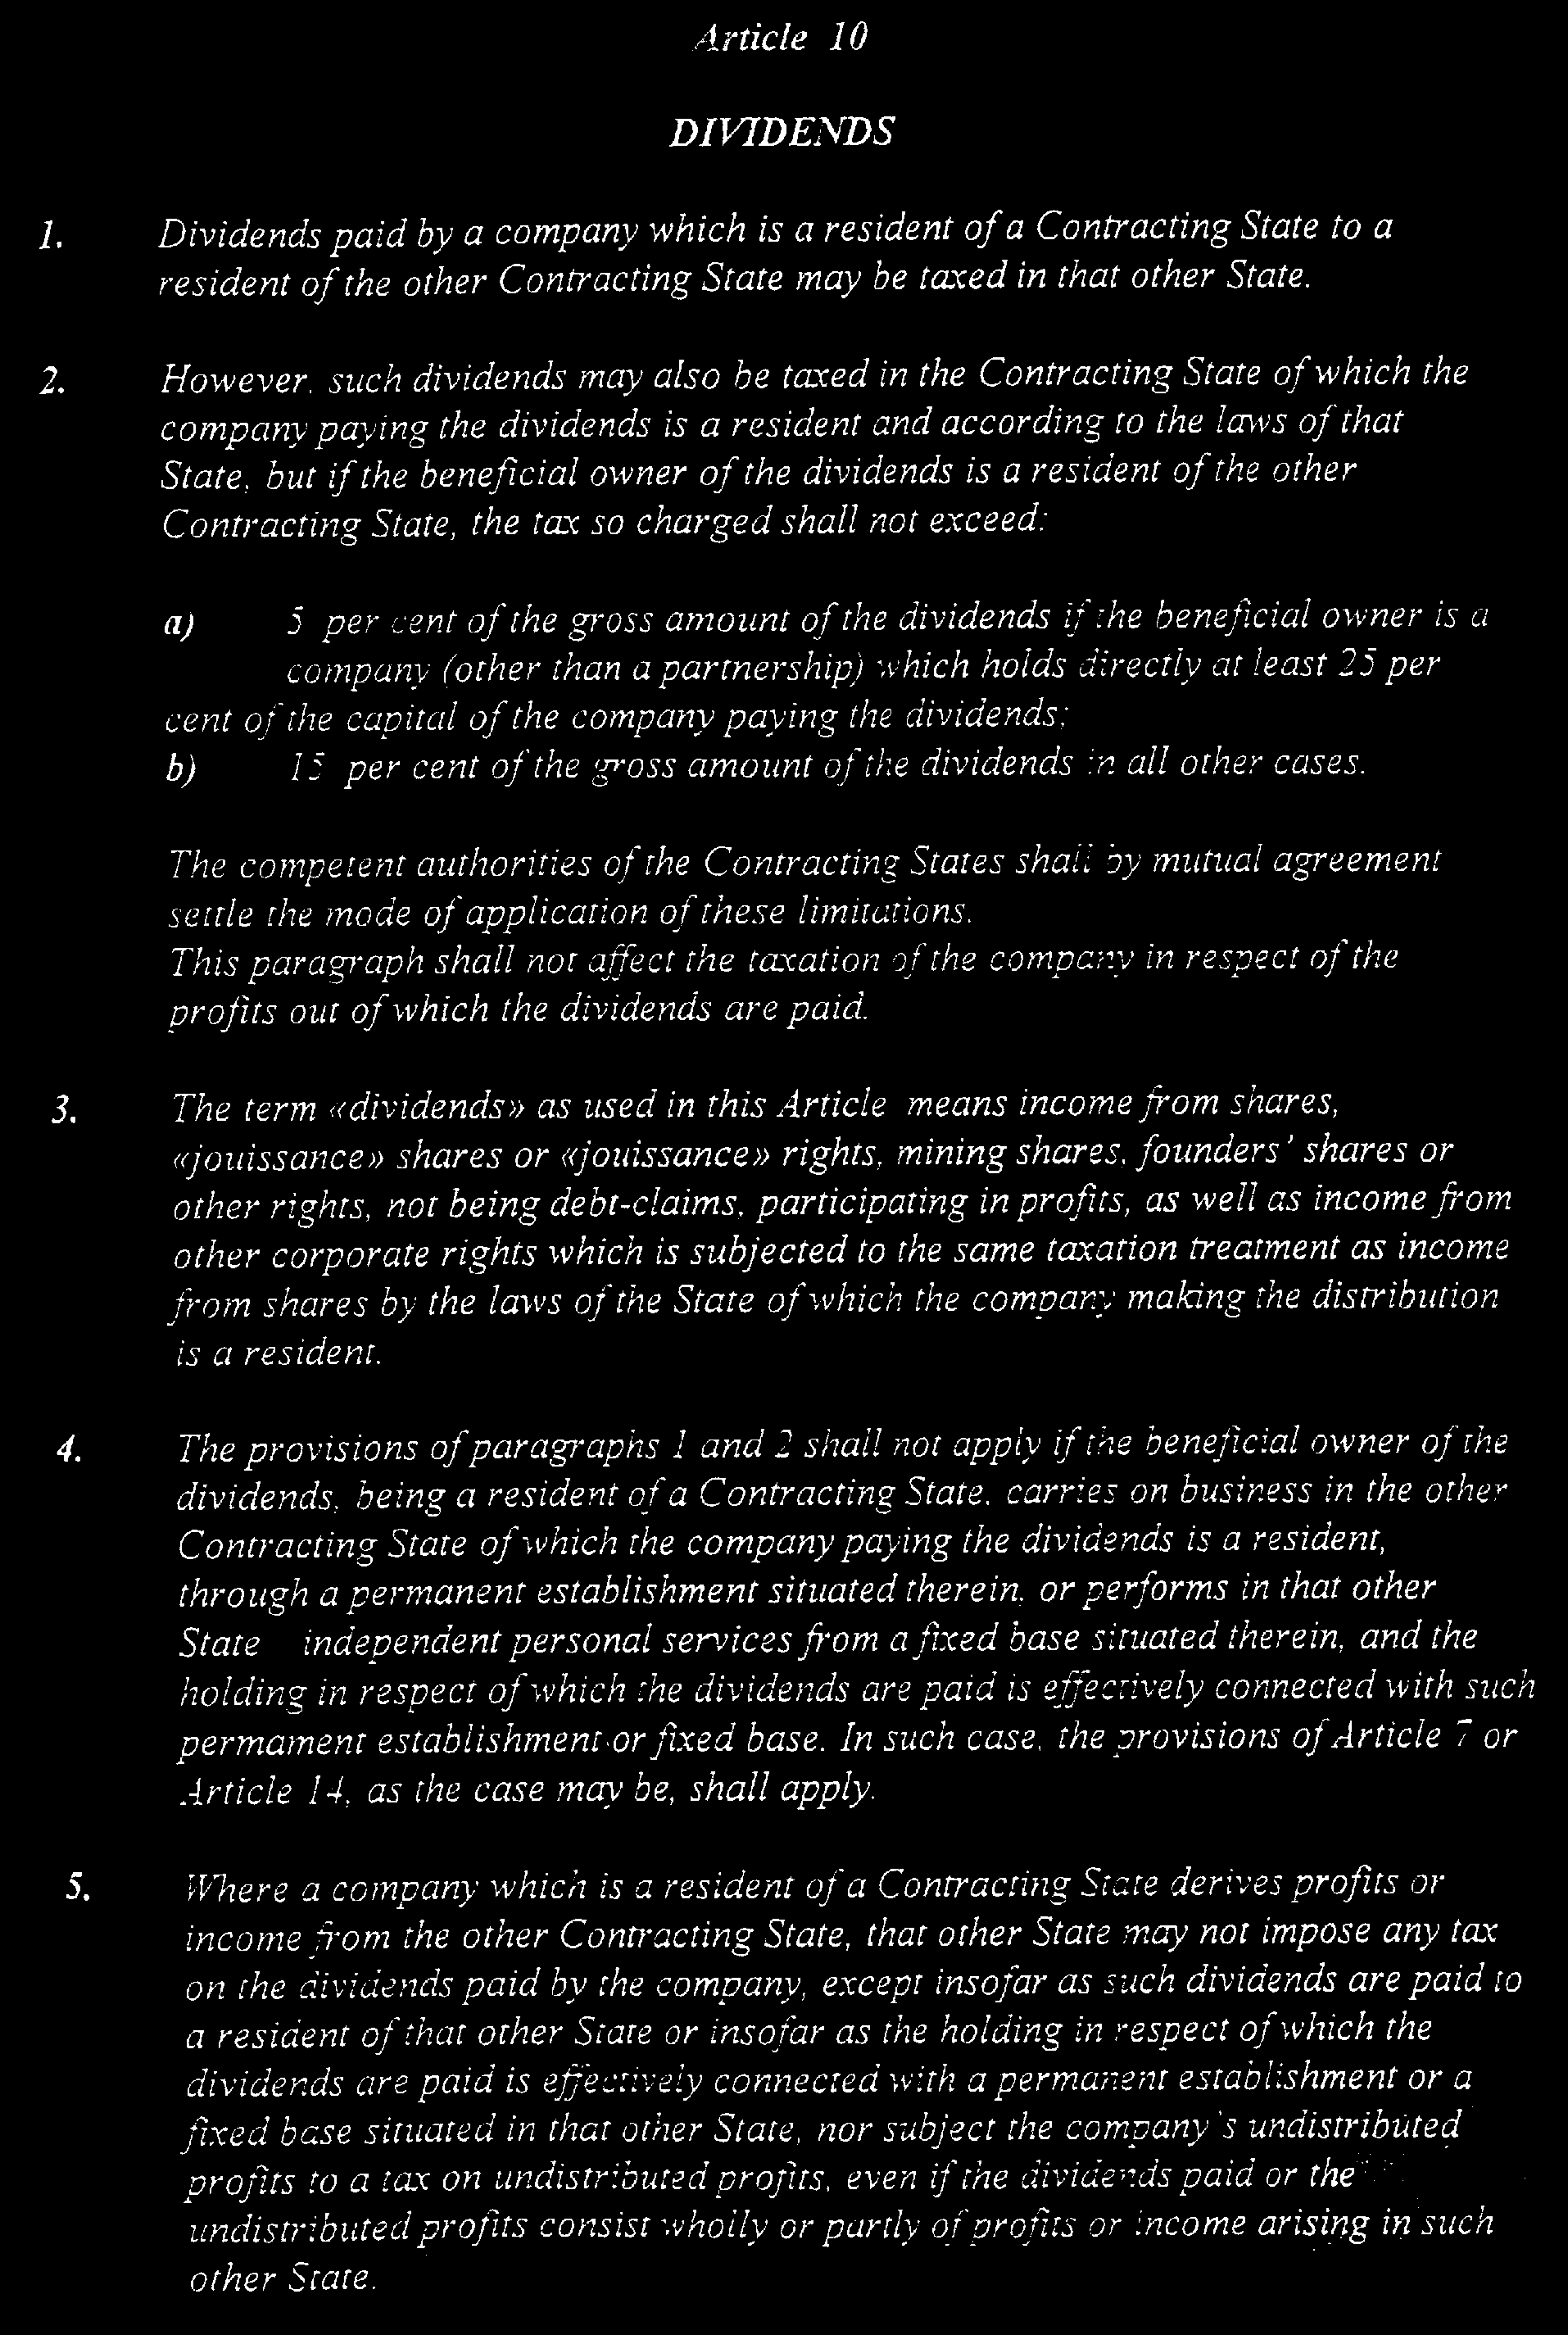 Article 10
DIVIDENDS
1. Dividends paid by a company which is a resident of a Contracting State to a
resident of the other Contracting State may be taxed in that other State.
2. However, such dividends may also be taxed in the Contracting State of which the
company paying the dividends is a resident and according to the laws of that
State, but if the beneficial owner of the dividends is a resident of the other
Contracting State, the tax so charged shall not exceed:
a) 5 per cent of the gross amount of the dividends if the beneficial owner is a
company (other than a partnership) which holds directly at least 25 per
cent of the capital of the company paying the dividends;
b) 15 per cent of the gross amount of the dividends in all other cases.
The competent authorities of the Contracting States shall by mutual agreement
settle the mode of application of these limitations.
This paragraph shall not affect the taxation of the company in respect of the
profits out of which the dividends are paid.
3. The term «dividends» as used in this Article means income from shares,
«jouissance» shares or «jouissance» rights, mining shares, founders' shares or
other rights, not being debt-claims, participating in profits, as well as income from
other corporate rights which is subjected to the same taxation treatment as income
from shares by the laws of the State of which the company making the distribution
is a resident.
4. The provisions of paragraphs 1 and 2 shall not apply if the beneficial owner of the
dividends, being a resident of a Contracting State, carries on business in the other
Contracting State of which the company paying the dividends is a resident,
through a permanent establishment situated therein, or performs in that other
State independent personal services from a fixed base situated therein, and the
holding in respect of which the dividends are paid is effectively connected with such
permament establishment or fixed base. In such case, the provisions of Article 7 or
Article 14, as the case may be, shall apply.
5. Where a company which is a resident of a Contracting State derives profits or
income from the other Contracting State, that other State may not impose any tax
on the dividends paid by the company, except insofar as such dividends are paid to
a resident of that other State or insofar as the holding in respect of which the
dividends are paid is effectively connected with a permanent establishment or a
fixed base situated in that other State, nor subject the company's undistributed
profits to a tax on undistributed profits, even if the dividends paid or the
undistributed profits consist wholly or partly of profits or income arising in such
other State.